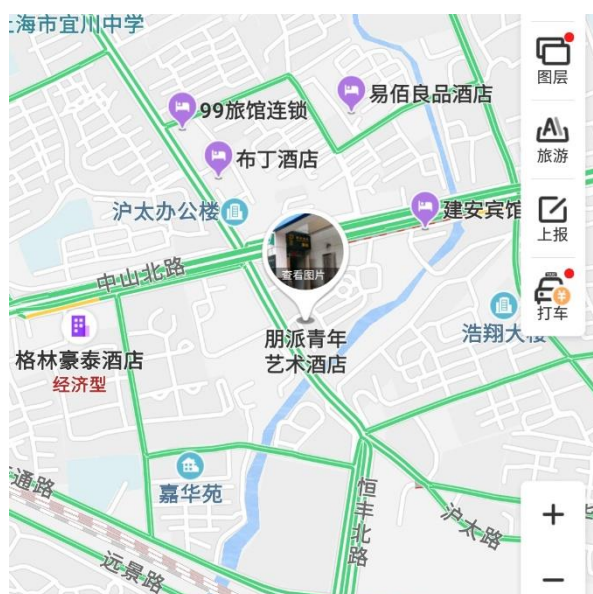 上海市宜川中学
图层
易佰良品酒店
99旅馆连锁
旅游
布丁酒店
沪太办公楼
建安宾馆
上报
中山北路
查看图片
打车
朋派青年
艺术酒店
浩翔大楼
格林豪泰酒店
经济型
嘉华苑
通路
恒丰北路
沪太路
远景路
+
−